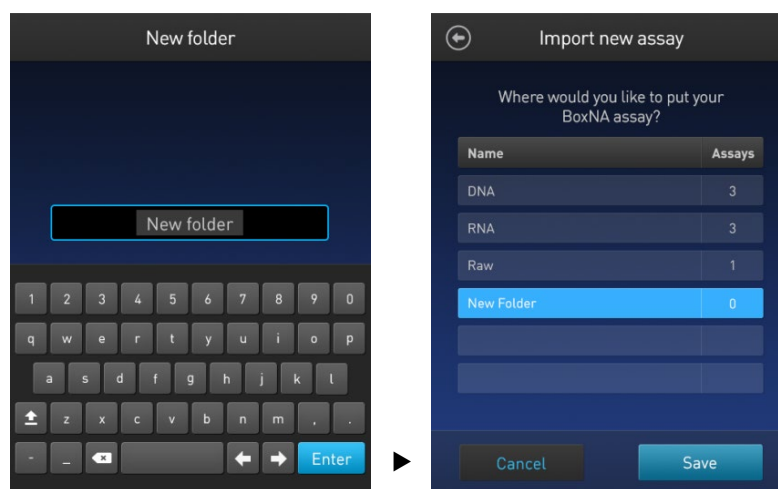 New folder
New folder
1 2 3 4 5 6 7 8 9 0
q w e r t y u i o p
a s d f g h j k l
z x c v b n m , .
- _ Enter
Import new assay
Where would you like to put your
BoxNA assay?
Name Assays
DNA 3
RNA 3
Raw 1
New Folder 0
Cancel Save